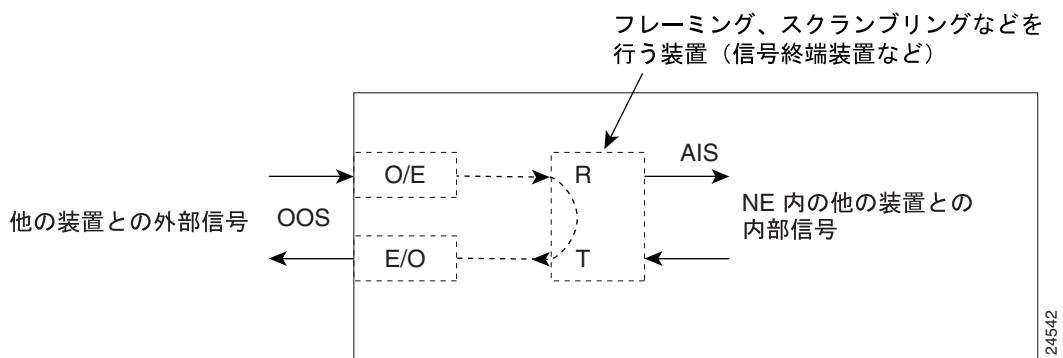 フレーミング、スクランブリングなどを
行う装置（信号終端装置など）
AIS
O/E
R
他の装置との外部信号
OOS
NE 内の他の装置との
内部信号
E/O
T
24542